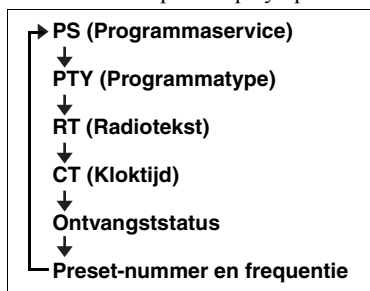 PS (Programmaservice)
PTY (Programmatype)
RT (Radiotekst)
CT (Kloktijd)
Ontvangststatus
Preset-nummer en frequentie